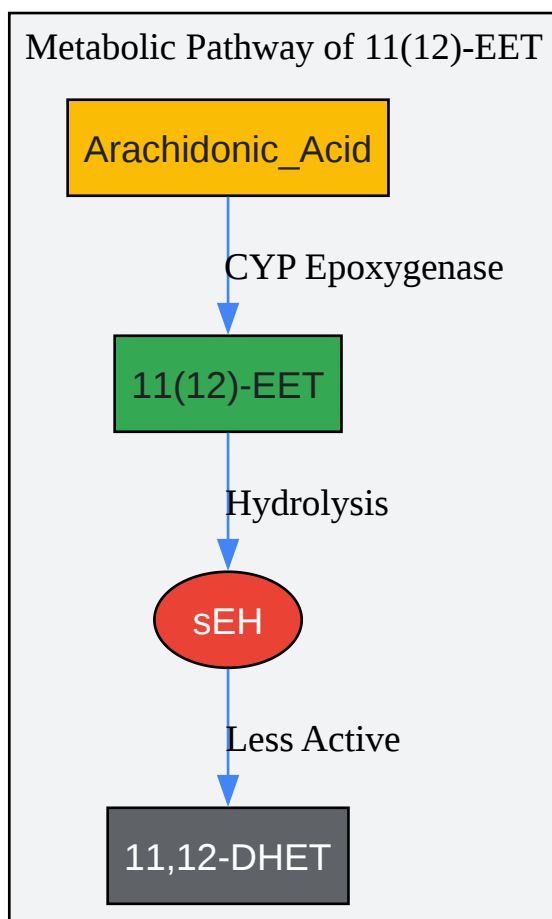 Metabolic Pathway of 11(12)-EET
Arachidonic_Acid
CYP Epoxygenase
11(12)-EET
Hydrolysis
sEH
Less Active
11,12-DHET